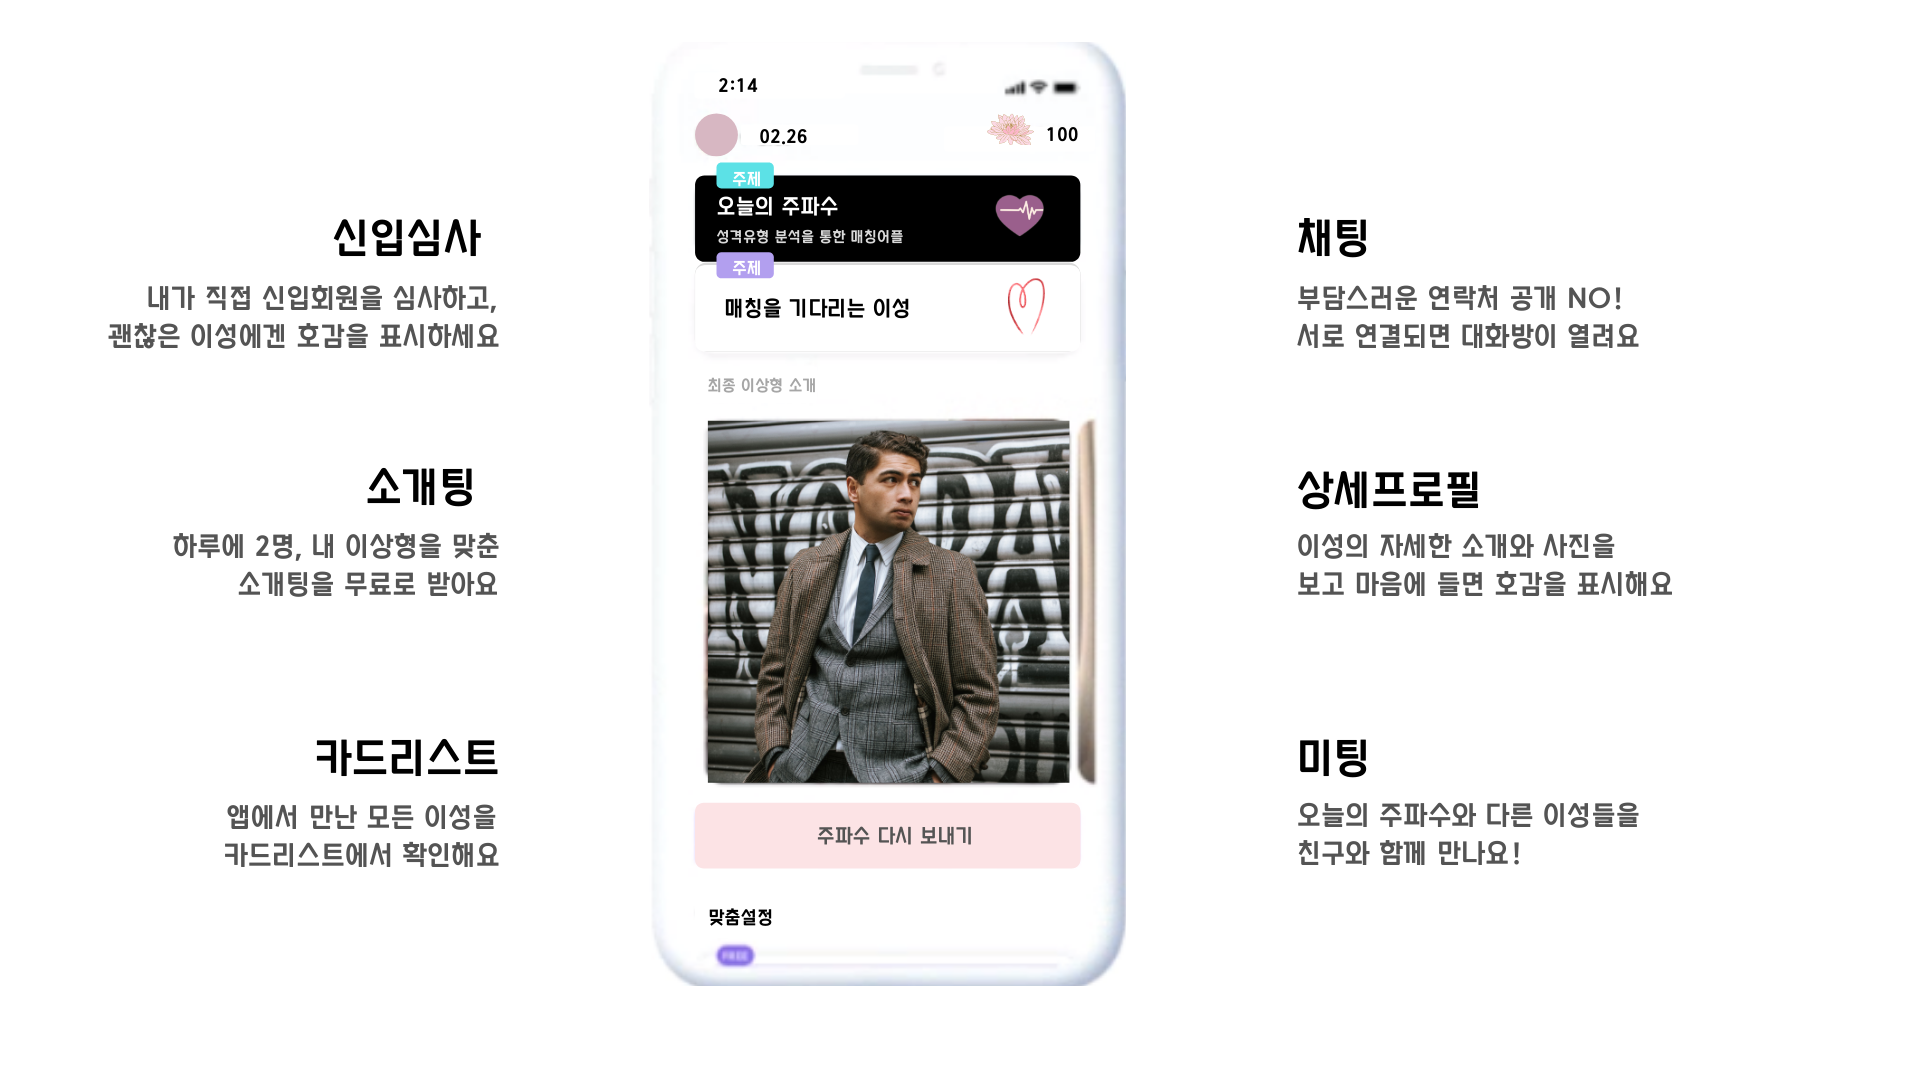 신입심사
내가 직접 신입회원을 심사하고,
괜찮은 이성에겐 호감을 표시하세요
소개팅
하루에 2명, 내 이상형을 맞춘
소개팅을 무료로 받아요
카드리스트
앱에서 만난 모든 이성을
카드리스트에서 확인해요
2:14
02.26
100
주제
오늘의 주파수
성격유형 분석을 통한 매칭어플
주제
매칭을 기다리는 이성
최종 이상형 소개
주파수 다시 보내기
맞춤설정
FREE
채팅
부담스러운 연락처 공개 NO!
서로 연결되면 대화방이 열려요
상세프로필
이성의 자세한 소개와 사진을
보고 마음에 들면 호감을 표시해요
미팅
오늘의 주파수와 다른 이성들을
친구와 함께 만나요!